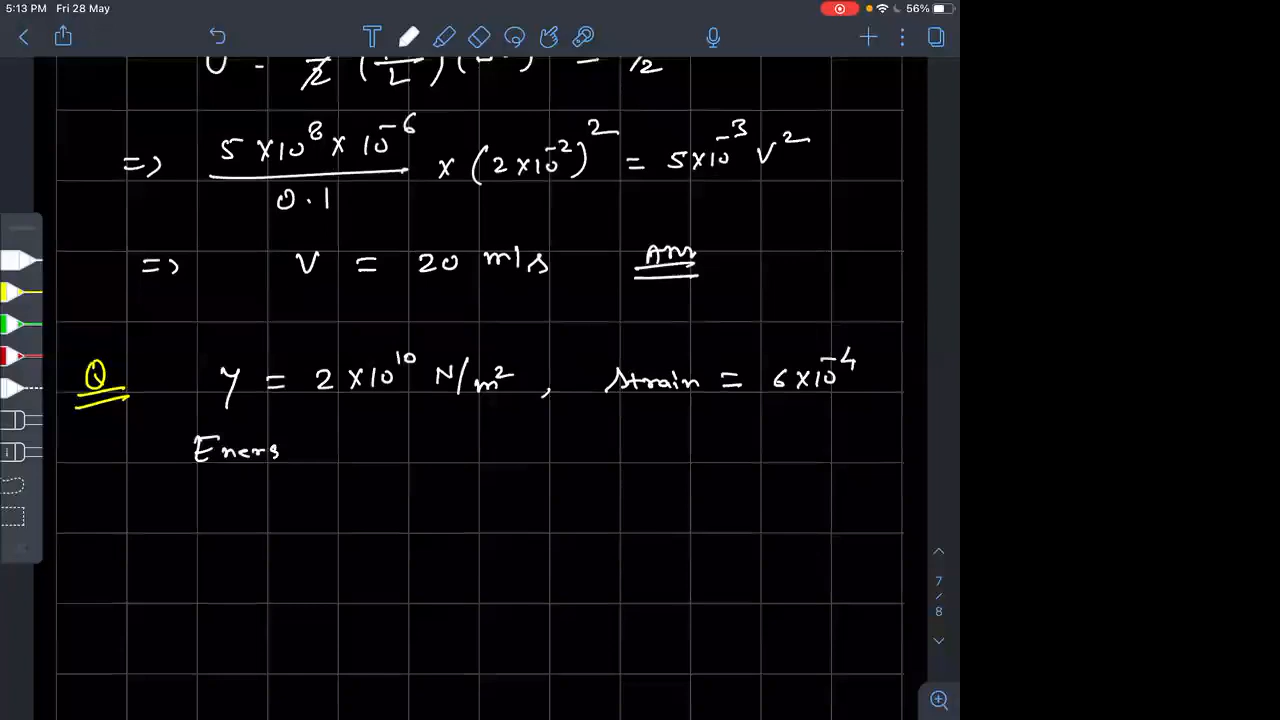 5:13 PM Fri 28 May 56%
=> 5 × 10^8 × 10^-6 / 0.1 × (2 × 10^-2)^2 = 5 × 10^-3 V^2
=> V = 20 m/s Ans
Q Y = 2 × 10^10 N/m^2 , Strain = 6 × 10^-4
Energ
7 / 8